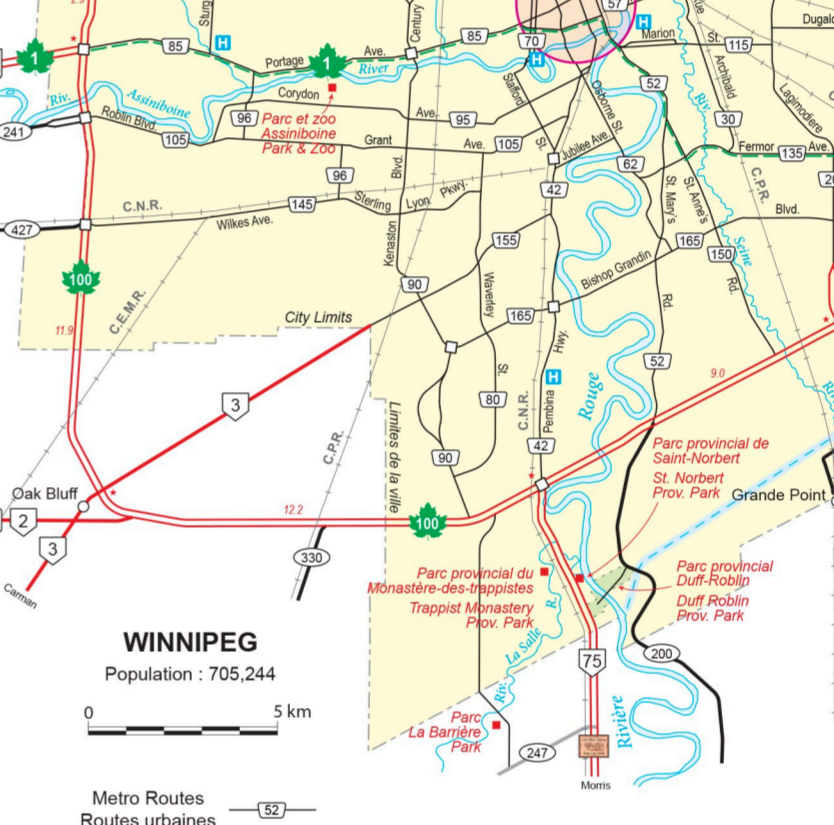 2.9
Sturg
Century
57
H
Marion
St.
115
Dugal
1
85
H
Portage
Ave.
85
70
H
1
River
Corydon
Stafford
St.
Osborne St.
52
Riv.
Archibald
30
Lagimodiere
Riv.
Assiniboine
241
Roblin Blvd.
105
96
Parc et zoo
Assiniboine
Park & Zoo
Ave.
95
Grant
Ave.
105
Jubilee Ave.
Fermor
135
Ave.
62
96
Blvd.
42
St. Mary's
St. Anne's
C.P.R.
20
C.N.R.
145
Sterling
Lyon
Pkwy.
Blvd.
427
Wilkes Ave.
Kenaston
155
165
150
Seine
Bishop Grandin
100
90
Waverley
Rd.
Rd.
C.E.M.R.
11.9
City Limits
165
Hwy.
52
9.0
H
St.
80
C.N.R.
Pembina
Rouge
Riv
3
C.P.R.
Limites de la ville
90
42
Parc provincial de
Saint-Norbert
St. Norbert
Prov. Park
Oak Bluff
Grande Point
2
12.2
100
3
330
Carman
Parc provincial du
Monastère-des-trappistes
Trappist Monastery
Prov. Park
Parc provincial
Duff-Roblin
Duff Roblin
Prov. Park
WINNIPEG
Population : 705,244
0
5 km
Riv.
La Salle
R.
75
200
Parc
La Barrière
Park
Rivière
247
Morris
Metro Routes
52
Routes urbaines